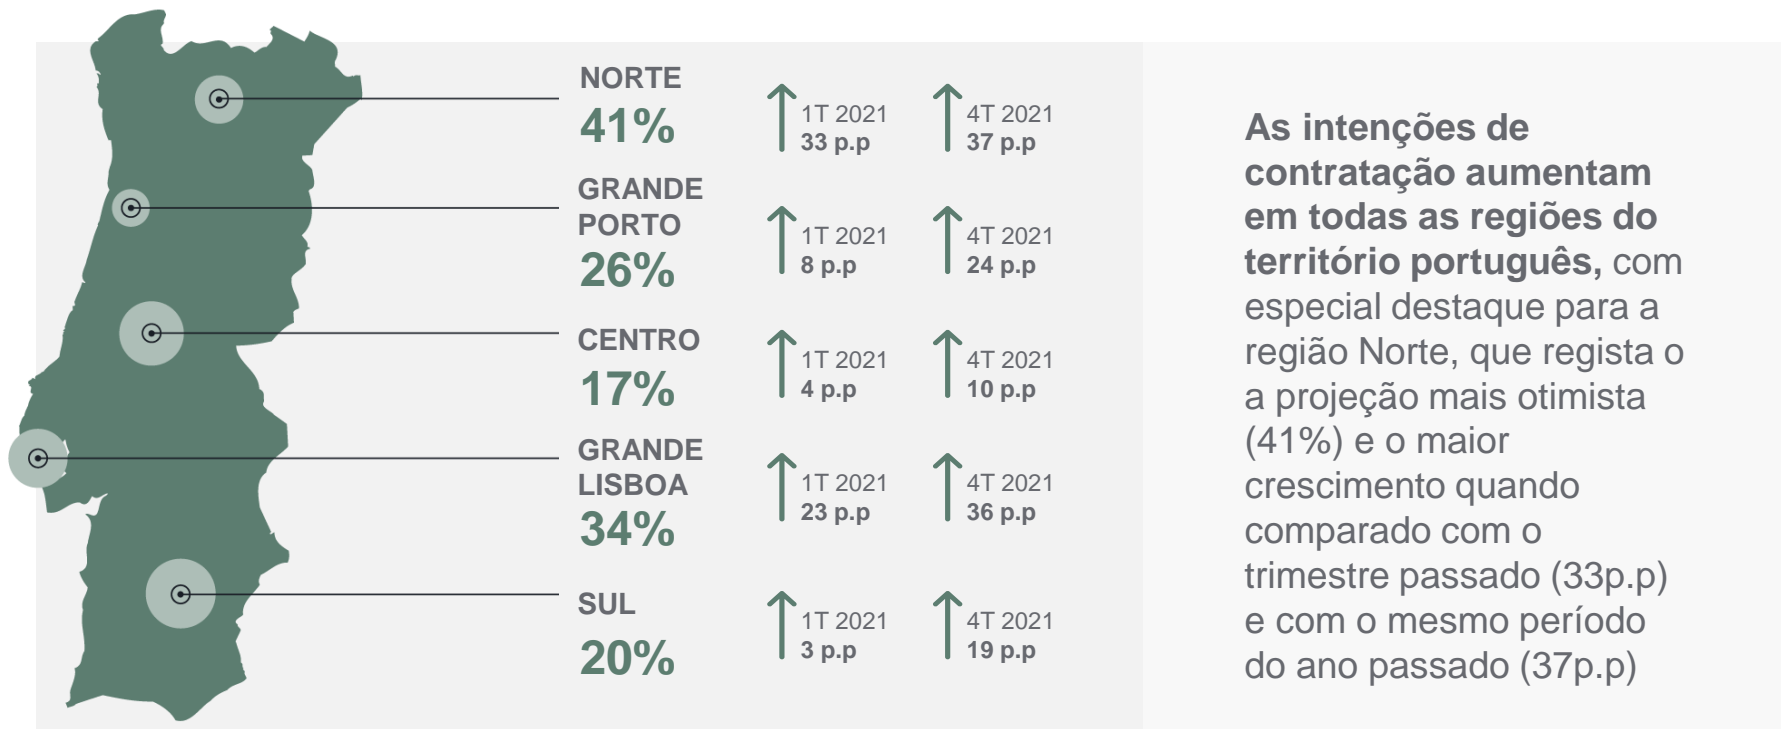 NORTE
41%
1T 2021
33 p.p
4T 2021
37 p.p
GRANDE
PORTO
26%
1T 2021
8 p.p
4T 2021
24 p.p
CENTRO
17%
1T 2021
4 p.p
4T 2021
10 p.p
GRANDE
LISBOA
34%
1T 2021
23 p.p
4T 2021
36 p.p
SUL
20%
1T 2021
3 p.p
4T 2021
19 p.p
As intenções de
contratação aumentam
em todas as regiões do
território português, com
especial destaque para a
região Norte, que regista o
a projeção mais otimista
(41%) e o maior
crescimento quando
comparado com o
trimestre passado (33p.p)
e com o mesmo período
do ano passado (37p.p)